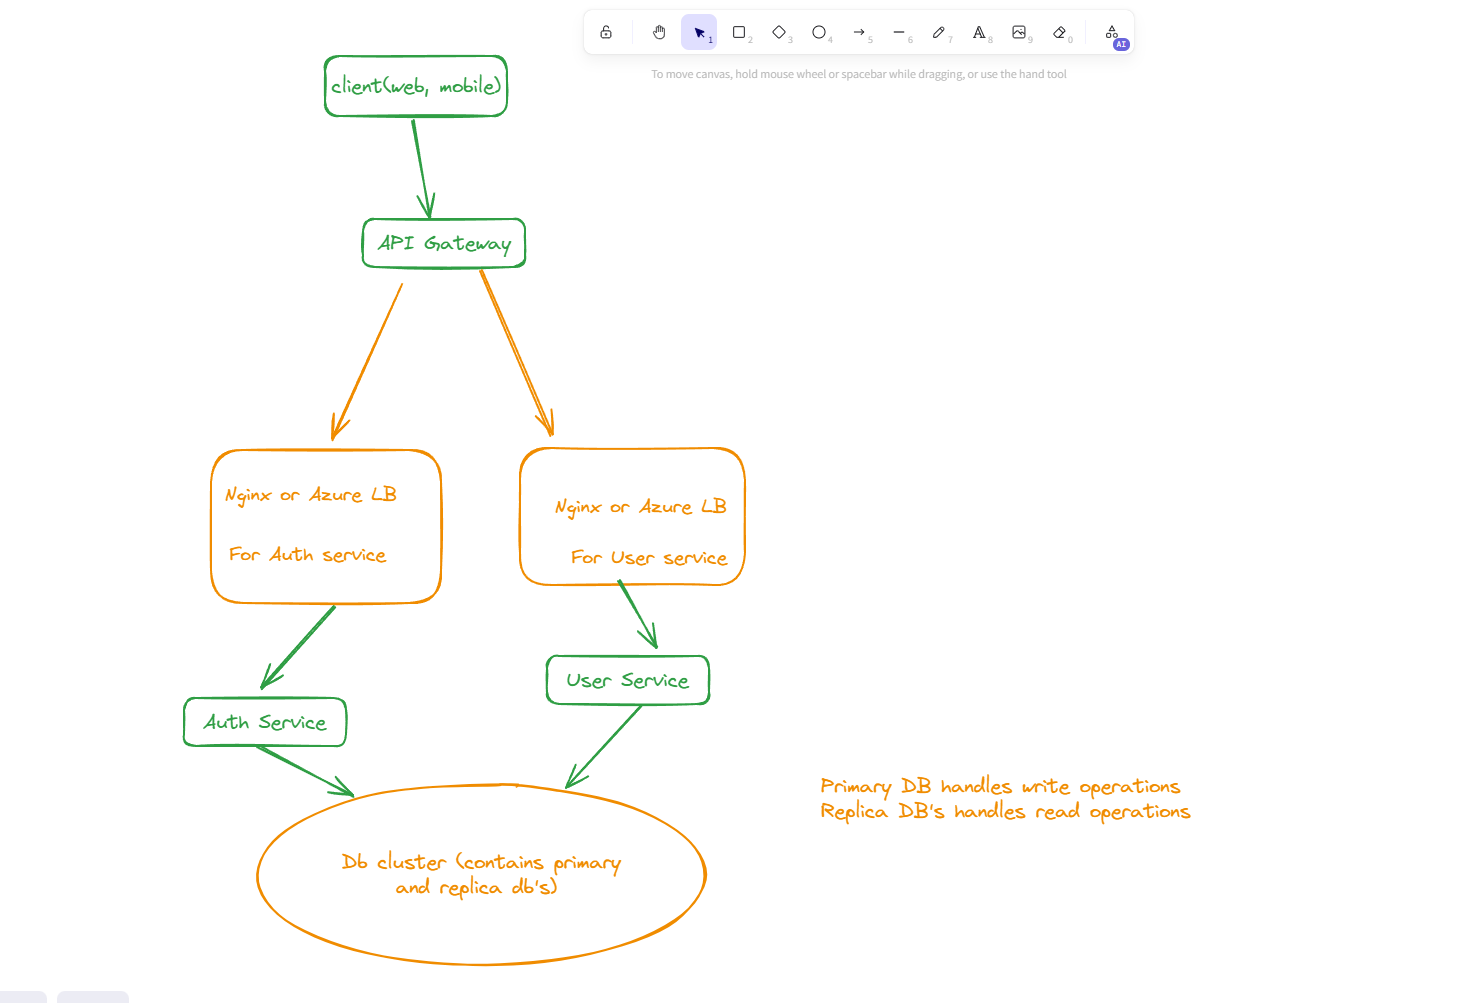 1
2
3
4
5
6
7
8
9
0
AI
To move canvas, hold mouse wheel or spacebar while dragging, or use the hand tool
client(web, mobile)
API Gateway
Nginx or Azure LB
For Auth service
Nginx or Azure LB
For User service
User Service
Auth Service
Primary DB handles write operations
Replica DB's handles read operations
Db cluster (contains primary
and replica db's)